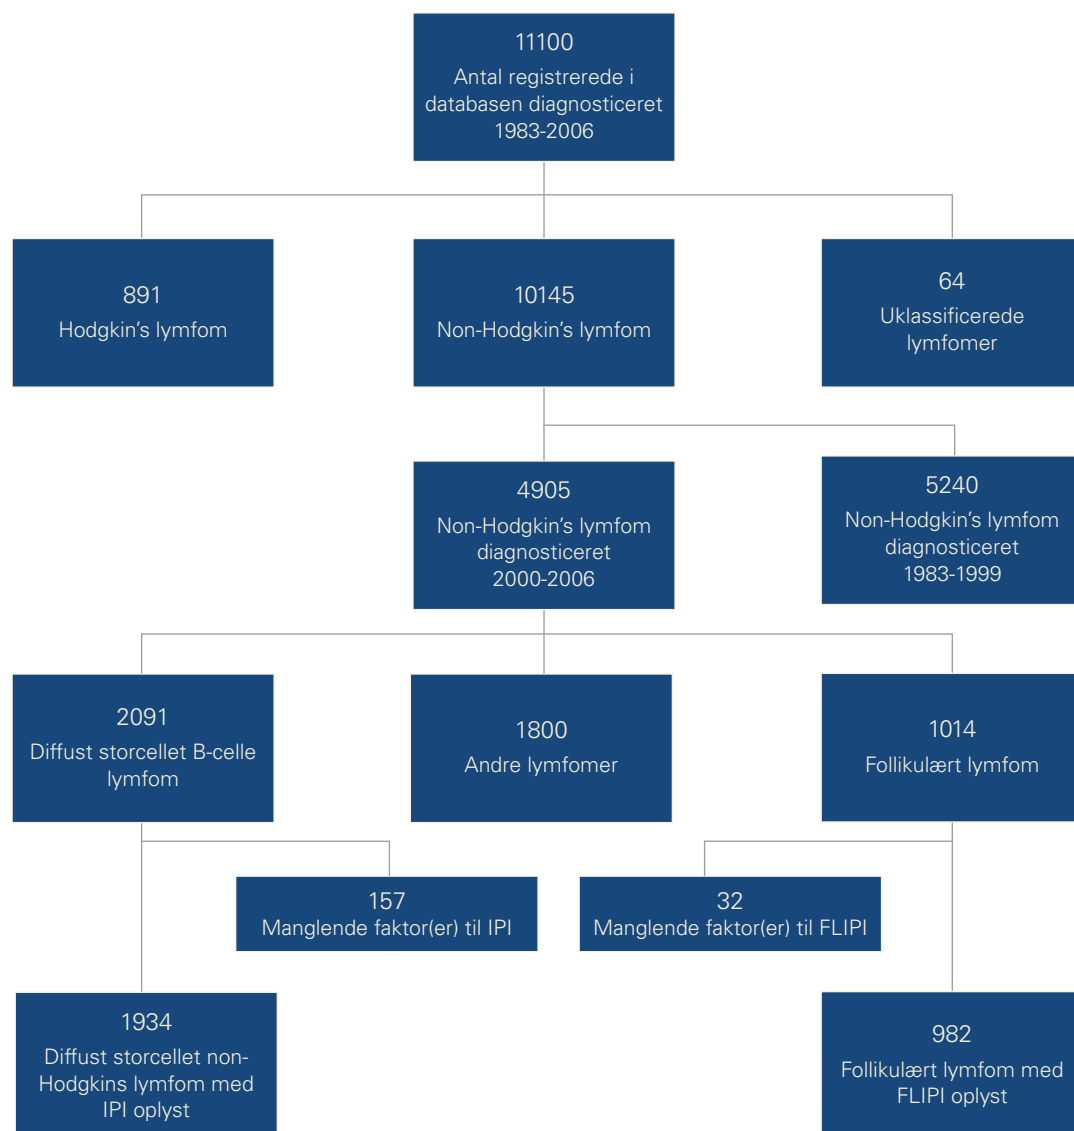 11100
Antal registrerede i
databasen diagnosticeret
1983-2006
891
Hodgkin's lymfom
10145
Non-Hodgkin's lymfom
64
Uklassificerede
lymfomer
4905
Non-Hodgkin's lymfom
diagnosticeret
2000-2006
5240
Non-Hodgkin's lymfom
diagnosticeret
1983-1999
2091
Diffust storcellet B-celle
lymfom
1800
Andre lymfomer
1014
Follikulært lymfom
157
Manglende faktor(er) til IPI
32
Manglende faktor(er) til FLIPI
1934
Diffust storcellet non-
Hodgkins lymfom med
IPI oplyst
982
Follikulært lymfom med
FLIPI oplyst